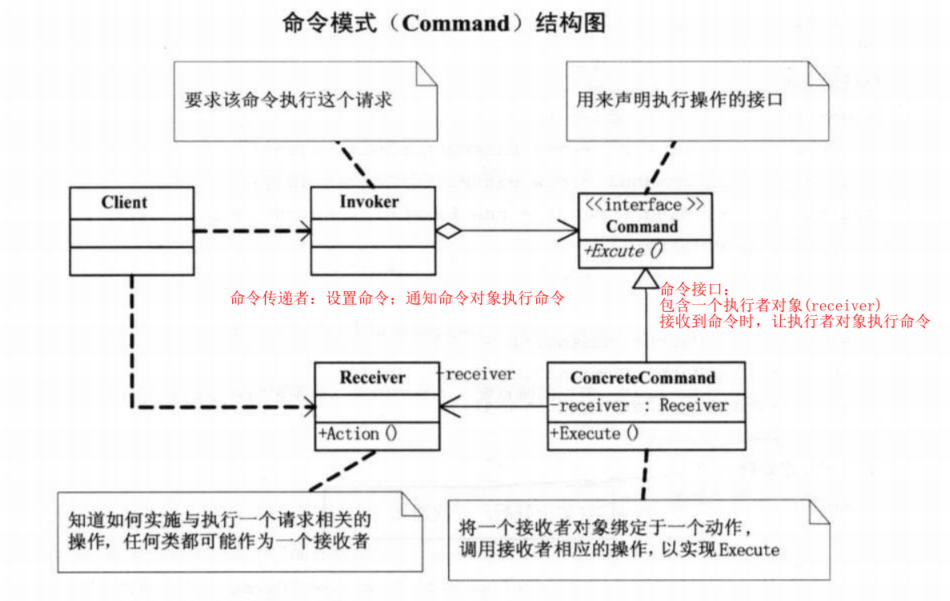 命令模式（Command）结构图
要求该命令执行这个请求
用来声明执行操作的接口
Client
Invoker
<<interface >>
Command
+Excute ()
命令传递者：设置命令；通知命令对象执行命令
命令接口：
包含一个执行者对象(receiver)
接收到命令时，让执行者对象执行命令
Receiver
+Action ()
-receiver
ConcreteCommand
-receiver : Receiver
+Execute ()
知道如何实施与执行一个请求相关的
操作，任何类都可能作为一个接收者
将一个接收者对象绑定于一个动作，
调用接收者相应的操作，以实现Execute